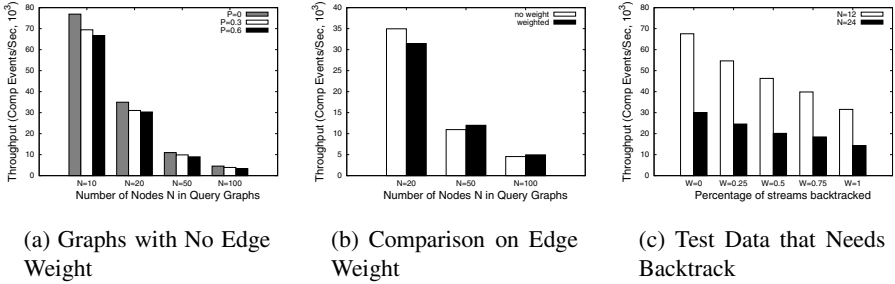 Throughput (Comp Events/Sec, 10³)
80
70
60
50
40
30
20
10
0
P=0
P=0.3
P=0.6
N=10 N=20 N=50 N=100
Number of Nodes N in Query Graphs
(a) Graphs with No Edge
Weight
Throughput (Comp Events/Sec, 10³)
40
35
30
25
20
15
10
5
0
no weight
weighted
N=20 N=50 N=100
Number of Nodes N in Query Graphs
(b) Comparison on Edge
Weight
Throughput (Comp Events/Sec, 10³)
80
70
60
50
40
30
20
10
0
N=12
N=24
W=0 W=0.25 W=0.5 W=0.75 W=1
Percentage of streams backtracked
(c) Test Data that Needs
Backtrack